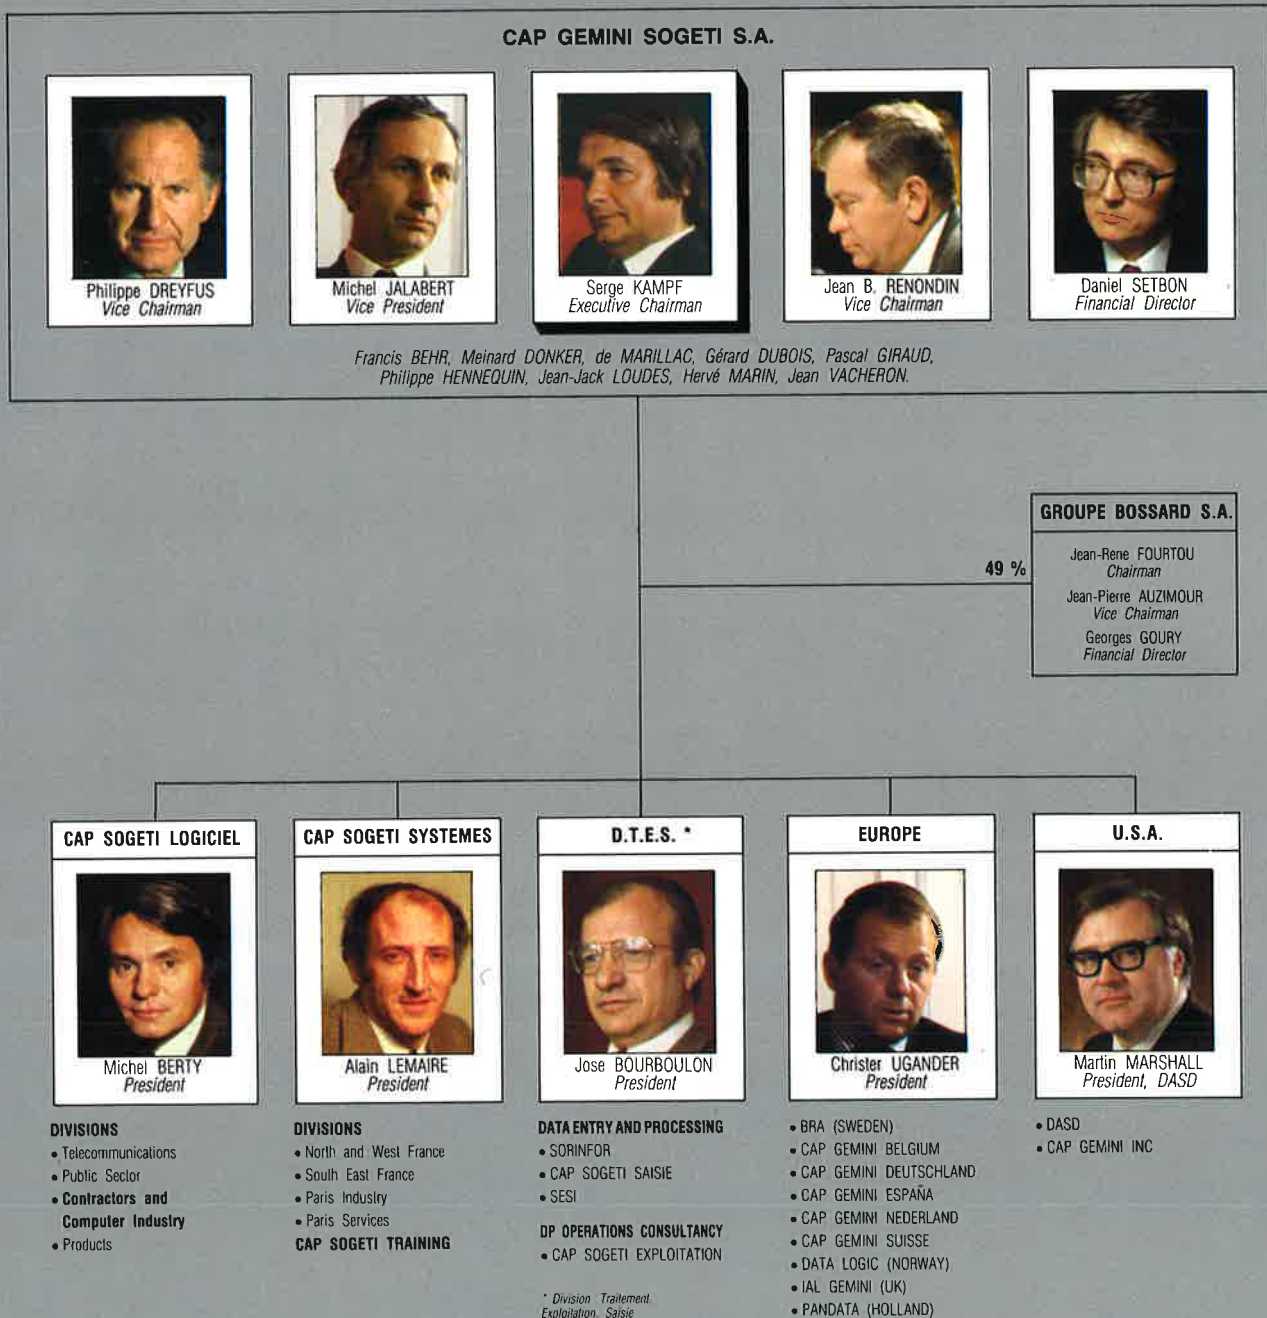 CAP GEMINI SOGETI S.A.
Philippe DREYFUS
Vice Chairman
Michel JALABERT
Vice President
Serge KAMPF
Executive Chairman
Jean B. RENONDIN
Vice Chairman
Daniel SETBON
Financial Director
Francis BEHR, Meinard DONKER, de MARILLAC, Gérard DUBOIS, Pascal GIRAUD,
Philippe HENNEQUIN, Jean-Jack LOUDES, Hervé MARIN, Jean VACHERON.
49 %
GROUPE BOSSARD S.A.
Jean-Rene FOURTOU
Chairman
Jean-Pierre AUZIMOUR
Vice Chairman
Georges GOURY
Financial Director
CAP SOGETI LOGICIEL
Michel BERTY
President
DIVISIONS
• Telecommunications
• Public Sector
• Contractors and
Computer Industry
• Products
CAP SOGETI SYSTEMES
Alain LEMAIRE
President
DIVISIONS
• North and West France
• South East France
• Paris Industry
• Paris Services
CAP SOGETI TRAINING
D.T.E.S. *
Jose BOURBOULON
President
DATA ENTRY AND PROCESSING
• SORINFOR
• CAP SOGETI SAISIE
• SESI
DP OPERATIONS CONSULTANCY
• CAP SOGETI EXPLOITATION
* Division Traitement
Exploitation Saisie
EUROPE
Christer UGANDER
President
• BRA (SWEDEN)
• CAP GEMINI BELGIUM
• CAP GEMINI DEUTSCHLAND
• CAP GEMINI ESPAÑA
• CAP GEMINI NEDERLAND
• CAP GEMINI SUISSE
• DATA LOGIC (NORWAY)
• IAL GEMINI (UK)
• PANDATA (HOLLAND)
U.S.A.
Martin MARSHALL
President, DASD
• DASD
• CAP GEMINI INC